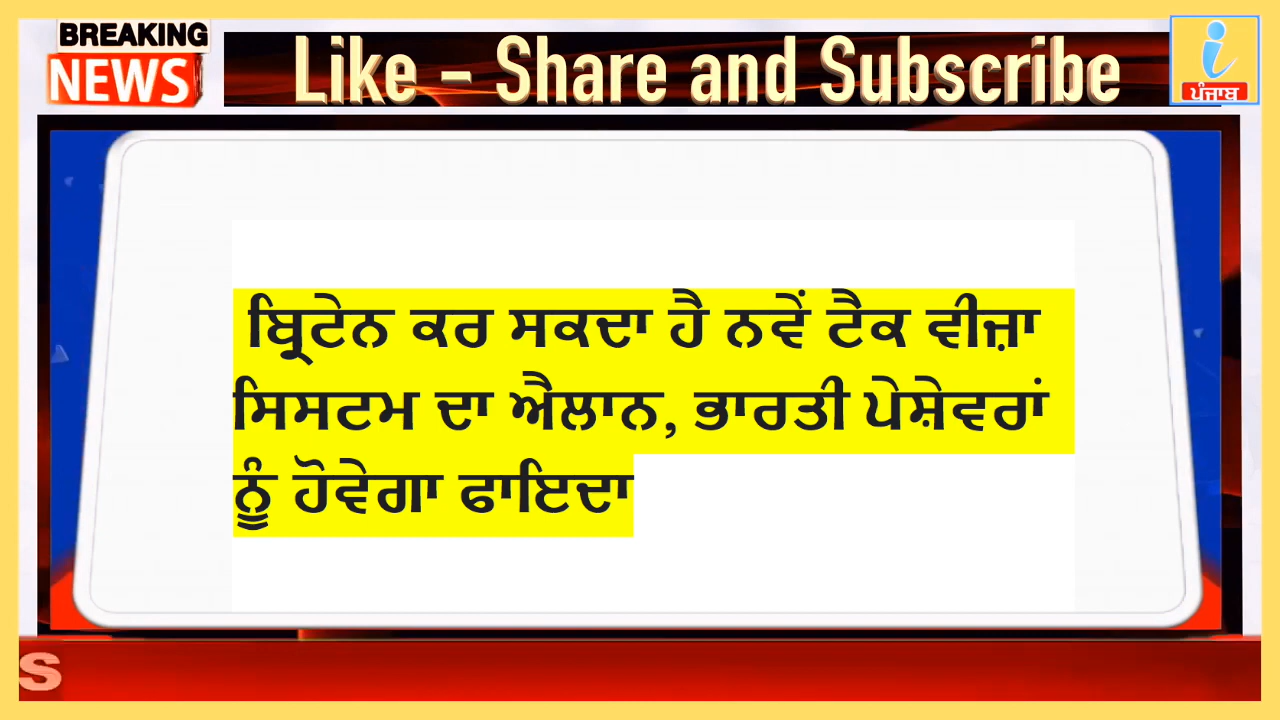 BREAKING
NEWS
Like – Share and Subscribe
i
ਪੰਜਾਬ
ਬ੍ਰਿਟੇਨ ਕਰ ਸਕਦਾ ਹੈ ਨਵੇਂ ਟੈਕ ਵੀਜ਼ਾ
ਸਿਸਟਮ ਦਾ ਐਲਾਨ, ਭਾਰਤੀ ਪੇਸ਼ੇਵਰਾਂ
ਨੂੰ ਹੋਵੇਗਾ ਫਾਇਦਾ
S